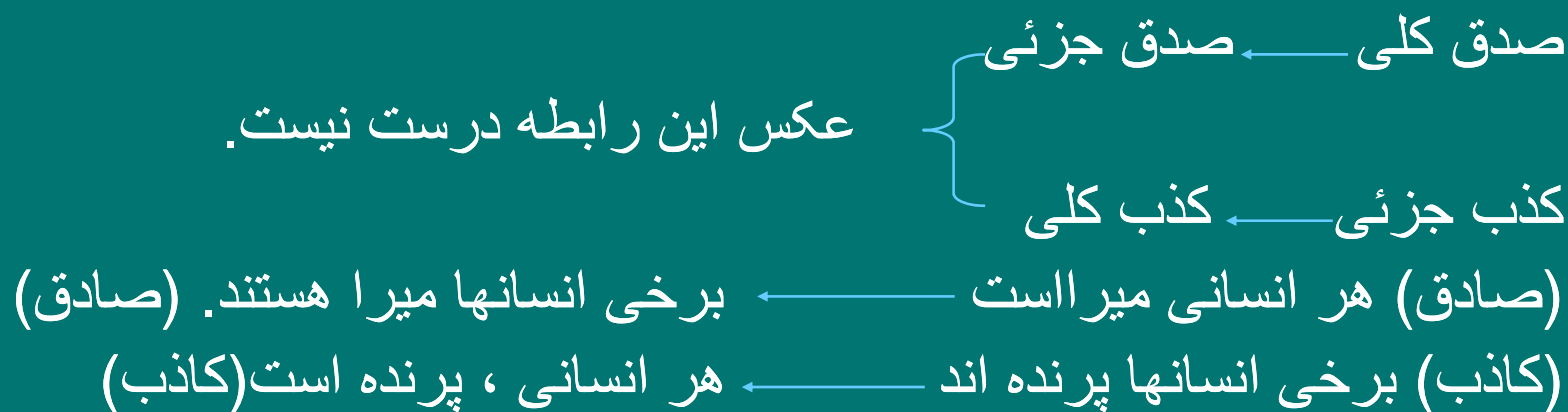 صدق کلی صدق جزئی
عکس این رابطه درست نیست.
کذب جزئی کذب کلی
(صادق) هر انسانی میرااست برخی انسانها میرا هستند. (صادق)
(کاذب) برخی انسانها پرنده اند هر انسانی ، پرنده است(کاذب)